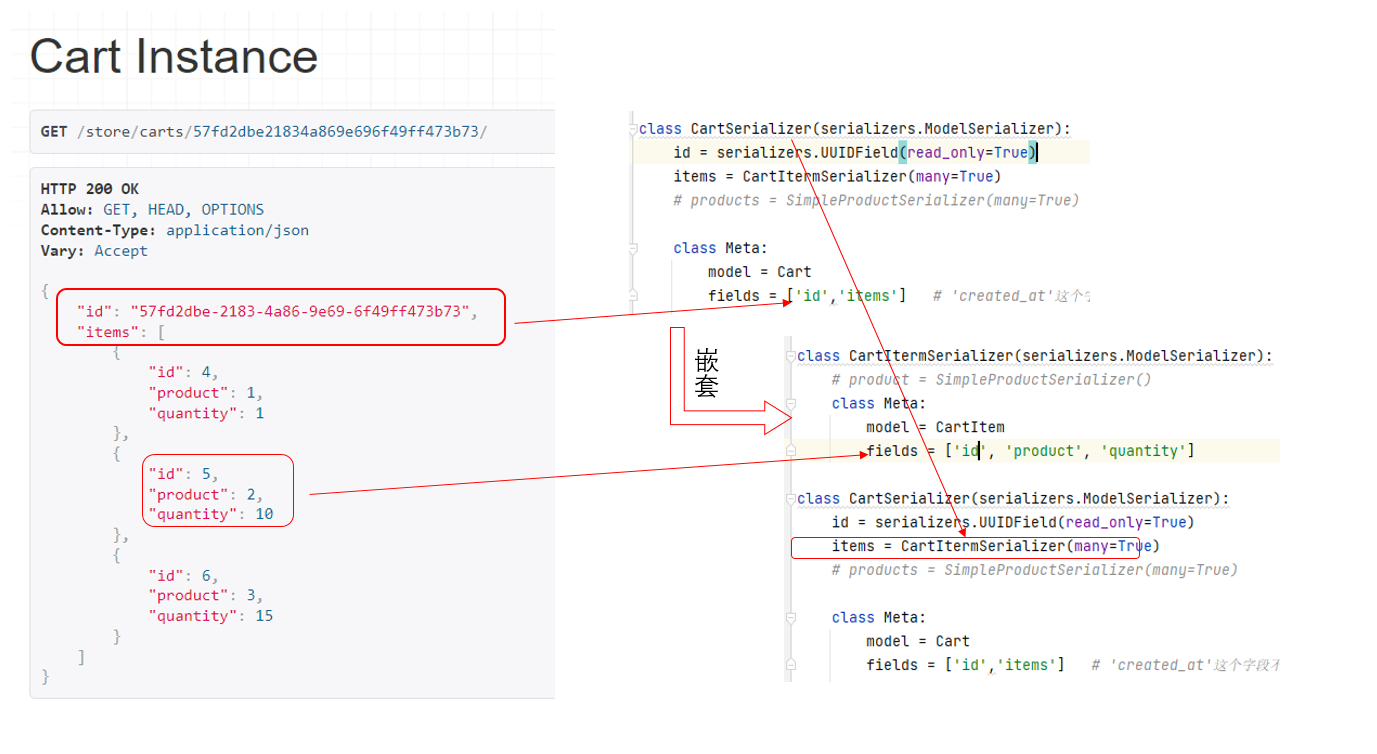 Cart Instance
GET /store/carts/57fd2dbe21834a869e696f49ff473b73/
HTTP 200 OK
Allow: GET, HEAD, OPTIONS
Content-Type: application/json
Vary: Accept
{
"id": "57fd2dbe-2183-4a86-9e69-6f49ff473b73",
"items": [
{
"id": 4,
"product": 1,
"quantity": 1
},
{
"id": 5,
"product": 2,
"quantity": 10
},
{
"id": 6,
"product": 3,
"quantity": 15
}
]
}
class CartSerializer(serializers.ModelSerializer):
id = serializers.UUIDField(read_only=True)
items = CartItermSerializer(many=True)
# products = SimpleProductSerializer(many=True)
class Meta:
model = Cart
fields = ['id','items'] # 'created_at'这个
嵌套
class CartItermSerializer(serializers.ModelSerializer):
# product = SimpleProductSerializer()
class Meta:
model = CartItem
fields = ['id', 'product', 'quantity']
class CartSerializer(serializers.ModelSerializer):
id = serializers.UUIDField(read_only=True)
items = CartItermSerializer(many=True)
# products = SimpleProductSerializer(many=True)
class Meta:
model = Cart
fields = ['id','items'] # 'created_at'这个字段